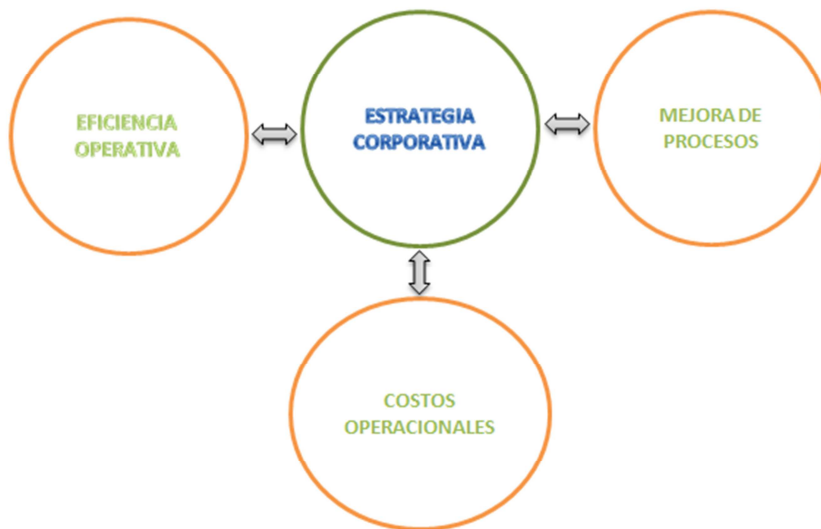 EFICIENCIA
OPERATIVA
ESTRATEGIA
CORPORATIVA
MEJORA DE
PROCESOS
COSTOS
OPERACIONALES